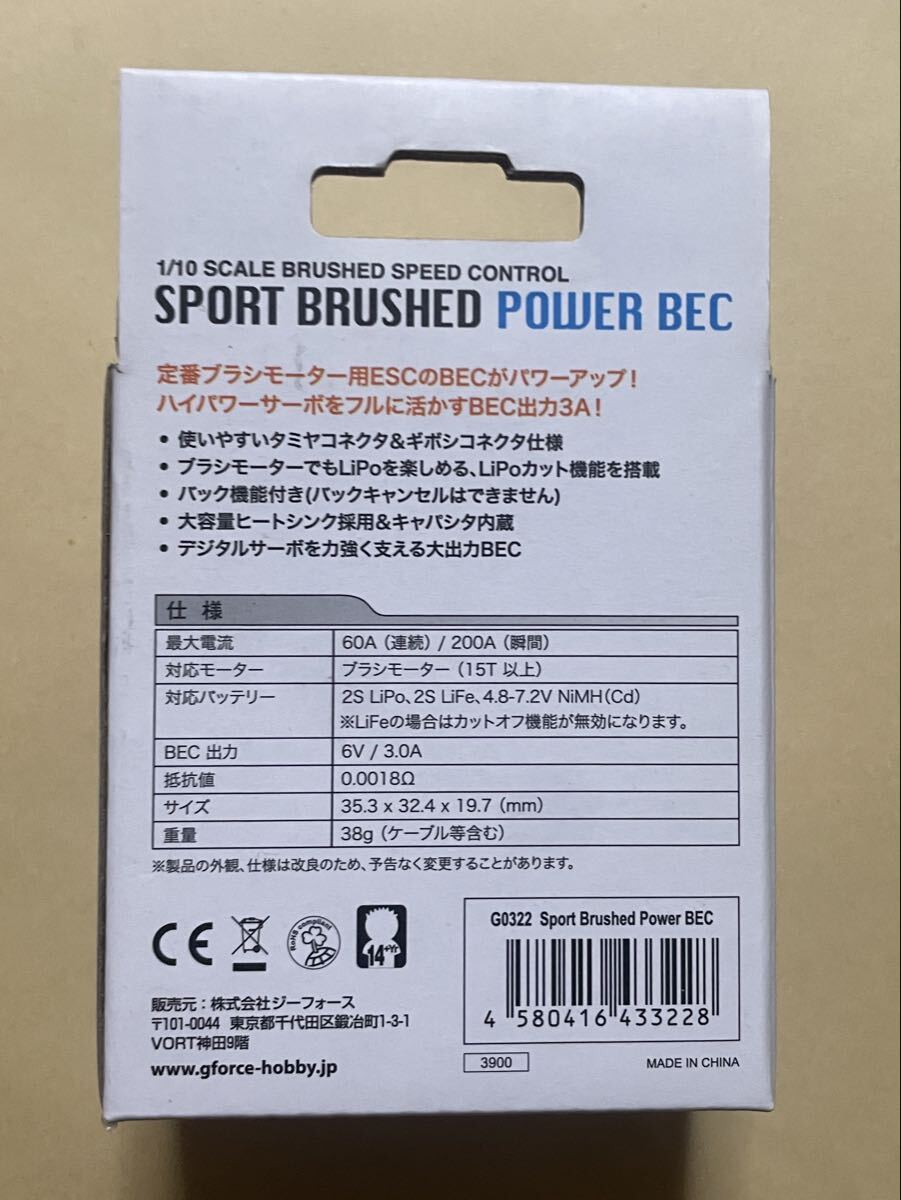 1/10 SCALE BRUSHED SPEED CONTROL
SPORT BRUSHED POWER BEC
定番ブラシモーター用ESCのBECがパワーアップ！
ハイパワーサーボをフルに活かすBEC出力3A！
• 使いやすいタミヤコネクタ&ギボシコネクタ仕様
• ブラシモーターでもLiPoを楽しめる、LiPoカット機能を搭載
• バック機能付き(バックキャンセルはできません)
• 大容量ヒートシンク採用&キャパシタ内蔵
• デジタルサーボを力強く支える大出力BEC
仕 様
最大電流 60A（連続）/ 200A（瞬間）
対応モーター ブラシモーター（15T 以上）
対応バッテリー 2S LiPo、2S LiFe、4.8-7.2V NiMH（Cd）
※LiFeの場合はカットオフ機能が無効になります。
BEC 出力 6V / 3.0A
抵抗値 0.0018Ω
サイズ 35.3 x 32.4 x 19.7（mm）
重量 38g（ケーブル等含む）
※製品の外観、仕様は改良のため、予告なく変更することがあります。
CE
RoHS compliant
14+Yr
G0322 Sport Brushed Power BEC
4 580416 433228
販売元：株式会社ジーフォース
〒101-0044 東京都千代田区鍛冶町1-3-1
VORT神田9階
www.gforce-hobby.jp
3900
MADE IN CHINA